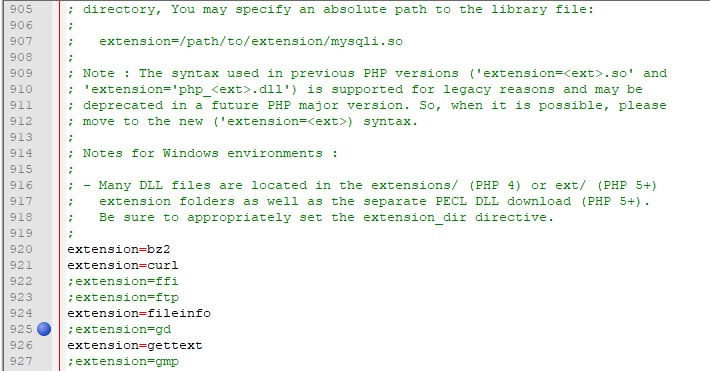 905 ; directory, You may specify an absolute path to the library file:
906 ;
907 ;   extension=/path/to/extension/mysqli.so
908 ;
909 ; Note : The syntax used in previous PHP versions ('extension=<ext>.so' and
910 ; 'extension='php_<ext>.dll') is supported for legacy reasons and may be
911 ; deprecated in a future PHP major version. So, when it is possible, please
912 ; move to the new ('extension=<ext>) syntax.
913 ;
914 ; Notes for Windows environments :
915 ;
916 ; - Many DLL files are located in the extensions/ (PHP 4) or ext/ (PHP 5+)
917 ;   extension folders as well as the separate PECL DLL download (PHP 5+).
918 ;   Be sure to appropriately set the extension_dir directive.
919 ;
920 extension=bz2
921 extension=curl
922 ;extension=ffi
923 ;extension=ftp
924 extension=fileinfo
925 ;extension=gd
926 extension=gettext
927 ;extension=gmp